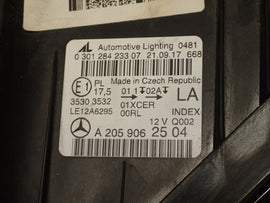 AL Automotive Lighting 0481
0 301 284 233 07 21.09.17 668
E1 PL Made in Czech Republic
17,5 01 1 02A LA
3530 3532 01XCER
LE12A6295 00RL INDEX
12 V Q002
A 205 906 25 04